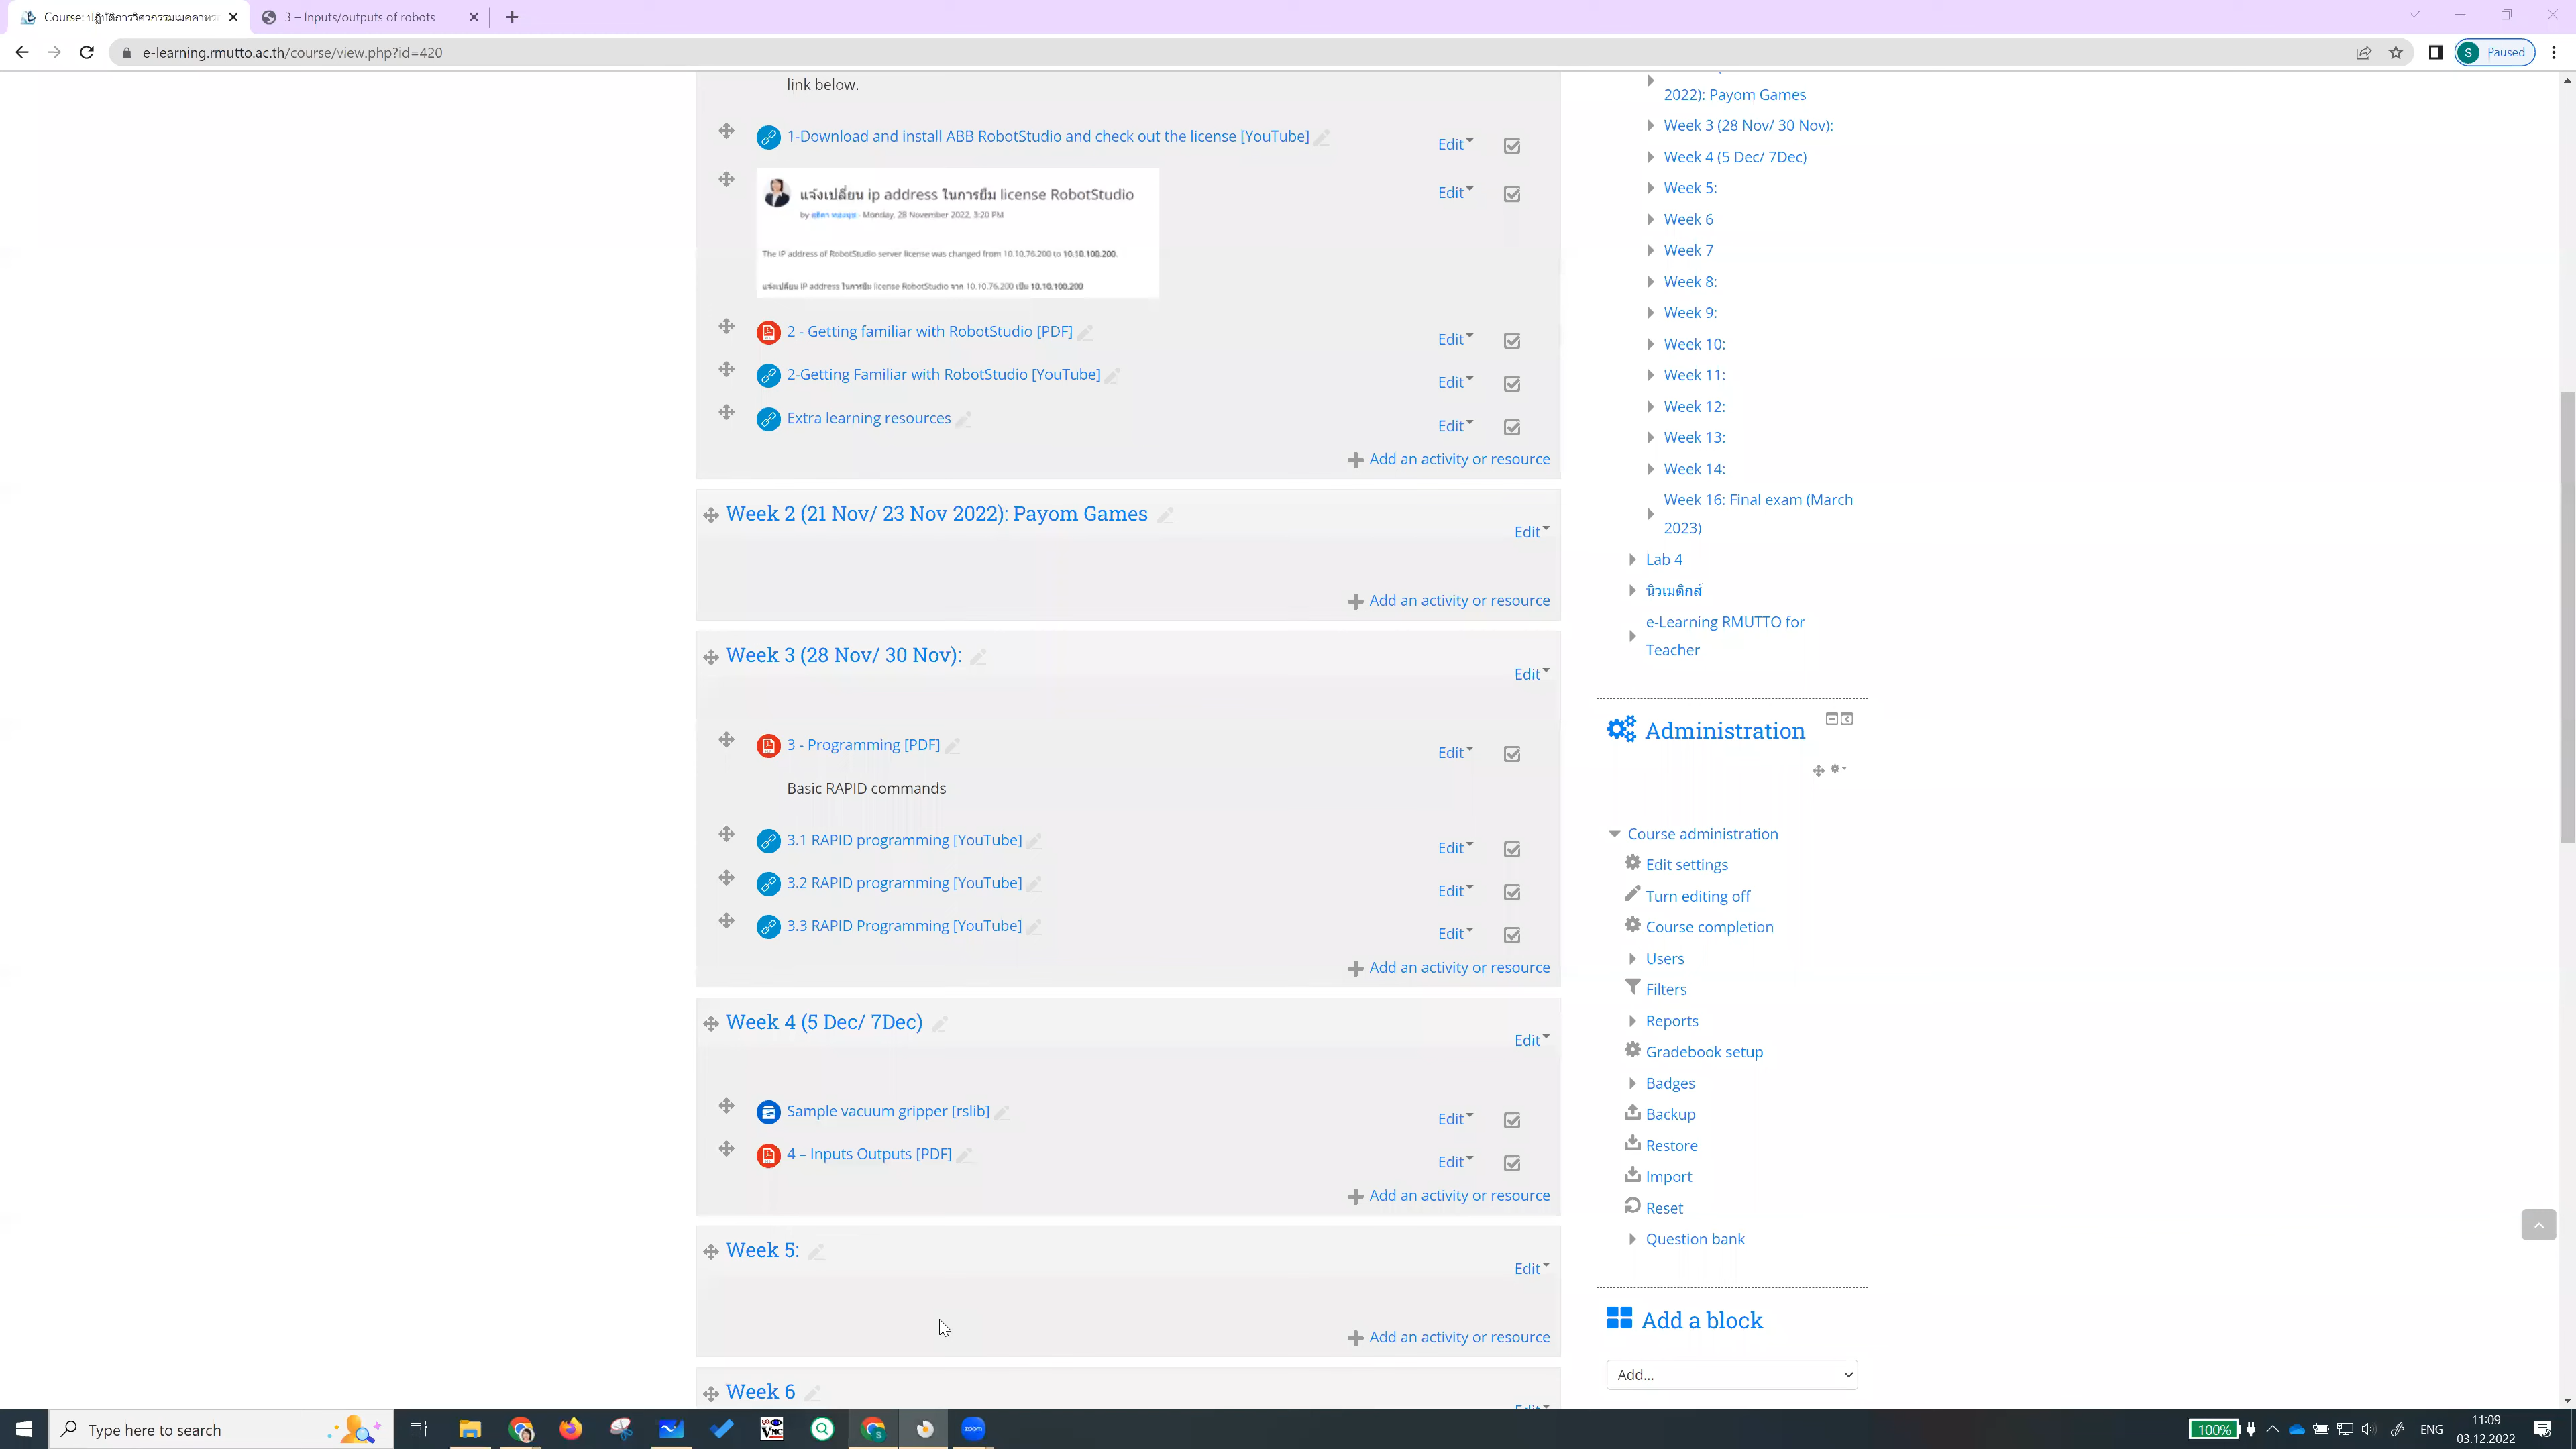 Course: ปฏิบัติการวิศวกรรมเมคคาทร
3 – Inputs/outputs of robots
e-learning.rmutto.ac.th/course/view.php?id=420
S
Paused
link below.
1-Download and install ABB RobotStudio and check out the license [YouTube]
Edit
แจ้งเปลี่ยน ip address ในการยืม license RobotStudio
by สุธิดา ทองนุช - Monday, 28 November 2022, 3:20 PM
The IP address of RobotStudio server license was changed from 10.10.76.200 to 10.10.100.200.
แจ้งเปลี่ยน IP address ในการยืม license RobotStudio จาก 10.10.76.200 เป็น 10.10.100.200
Edit
2 - Getting familiar with RobotStudio [PDF]
Edit
2-Getting Familiar with RobotStudio [YouTube]
Edit
Extra learning resources
Edit
Add an activity or resource
Week 2 (21 Nov/ 23 Nov 2022): Payom Games
Edit
Add an activity or resource
Week 3 (28 Nov/ 30 Nov):
Edit
3 - Programming [PDF]
Edit
Basic RAPID commands
3.1 RAPID programming [YouTube]
Edit
3.2 RAPID programming [YouTube]
Edit
3.3 RAPID Programming [YouTube]
Edit
Add an activity or resource
Week 4 (5 Dec/ 7Dec)
Edit
Sample vacuum gripper [rslib]
Edit
4 – Inputs Outputs [PDF]
Edit
Add an activity or resource
Week 5:
Edit
Add an activity or resource
Week 6
Edit
2022): Payom Games
Week 3 (28 Nov/ 30 Nov):
Week 4 (5 Dec/ 7Dec)
Week 5:
Week 6
Week 7
Week 8:
Week 9:
Week 10:
Week 11:
Week 12:
Week 13:
Week 14:
Week 16: Final exam (March
2023)
Lab 4
นิวเมติกส์
e-Learning RMUTTO for
Teacher
Administration
Course administration
Edit settings
Turn editing off
Course completion
Users
Filters
Reports
Gradebook setup
Badges
Backup
Restore
Import
Reset
Question bank
Add a block
Add...
Type here to search
VNC
S
zoom
100%
ENG
11:09
03.12.2022